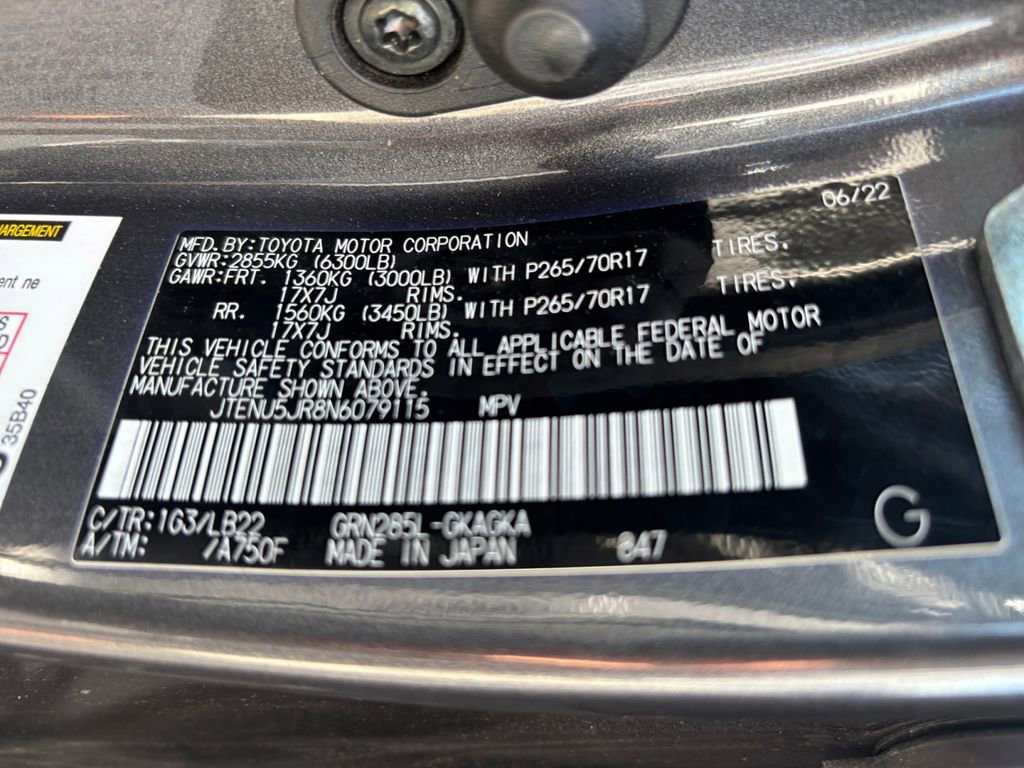 06/22
MFD. BY: TOYOTA MOTOR CORPORATION
GVWR: 2855KG (6300LB)
GAWR: FRT. 1360KG (3000LB) WITH P265/70R17 TIRES.
17X7J RIMS.
RR. 1560KG (3450LB) WITH P265/70R17 TIRES.
17X7J RIMS.
THIS VEHICLE CONFORMS TO ALL APPLICABLE FEDERAL MOTOR
VEHICLE SAFETY STANDARDS IN EFFECT ON THE DATE OF
MANUFACTURE SHOWN ABOVE.
JTENU5JR8N6079115 MPV
C/TR: 1G3/LB22 GRN285L-GKAGKA
A/TM: /A750F MADE IN JAPAN 847
G
ent ne
35B40